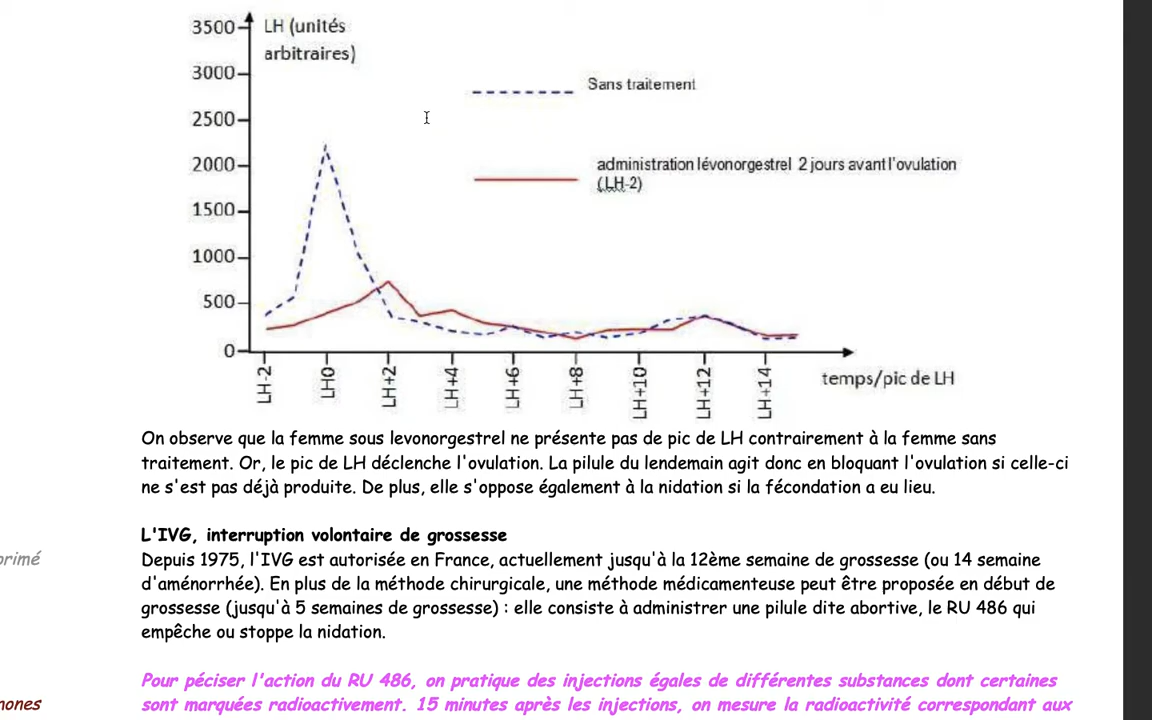 3500
LH (unités
arbitraires)
3000
Sans traitement
2500
2000
administration lévonorgestrel 2 jours avant l'ovulation
(LH-2)
1500
1000
500
0
LH-2
LH0
LH+2
LH+4
LH+6
LH+8
LH+10
LH+12
LH+14
temps/pic de LH
On observe que la femme sous levonorgestrel ne présente pas de pic de LH contrairement à la femme sans
traitement. Or, le pic de LH déclenche l'ovulation. La pilule du lendemain agit donc en bloquant l'ovulation si celle-ci
ne s'est pas déjà produite. De plus, elle s'oppose également à la nidation si la fécondation a eu lieu.
L'IVG, interruption volontaire de grossesse
Depuis 1975, l'IVG est autorisée en France, actuellement jusqu'à la 12ème semaine de grossesse (ou 14 semaine
primé
d'aménorrhée). En plus de la méthode chirurgicale, une méthode médicamenteuse peut être proposée en début de
grossesse (jusqu'à 5 semaines de grossesse) : elle consiste à administrer une pilule dite abortive, le RU 486 qui
empêche ou stoppe la nidation.
Pour péciser l'action du RU 486, on pratique des injections égales de différentes substances dont certaines
sont marquées radioactivement. 15 minutes après les injections, on mesure la radioactivité correspondant aux
mones